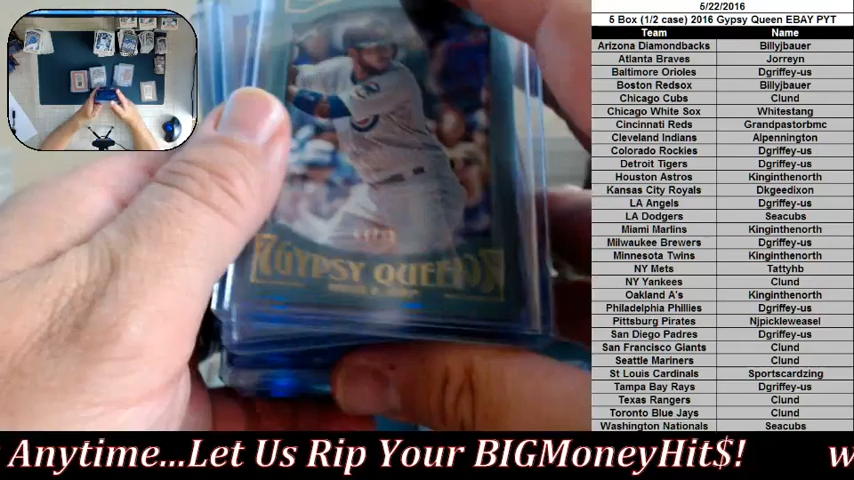 5/22/2016
5 Box (1/2 case) 2016 Gypsy Queen EBAY PYT
Team Name
Arizona Diamondbacks Billyjbauer
Atlanta Braves Jorreyn
Baltimore Orioles Dgriffey-us
Boston Redsox Billyjbauer
Chicago Cubs Clund
Chicago White Sox Whitestang
Cincinnati Reds Grandpastorbmc
Cleveland Indians Alpennington
Colorado Rockies Dgriffey-us
Detroit Tigers Dgriffey-us
Houston Astros Kinginthenorth
Kansas City Royals Dkgeedixon
LA Angels Dgriffey-us
LA Dodgers Seacubs
Miami Marlins Kinginthenorth
Milwaukee Brewers Dgriffey-us
Minnesota Twins Kinginthenorth
NY Mets Tattyhb
NY Yankees Clund
Oakland A's Kinginthenorth
Philadelphia Phillies Dgriffey-us
Pittsburg Pirates Njpickleweasel
San Diego Padres Dgriffey-us
San Francisco Giants Clund
Seattle Mariners Clund
St Louis Cardinals Sportscardzing
Tampa Bay Rays Dgriffey-us
Texas Rangers Clund
Toronto Blue Jays Clund
Washington Nationals Seacubs
GYPSY QUEEN
Anytime...Let Us Rip Your BIGMoneyHit$! w